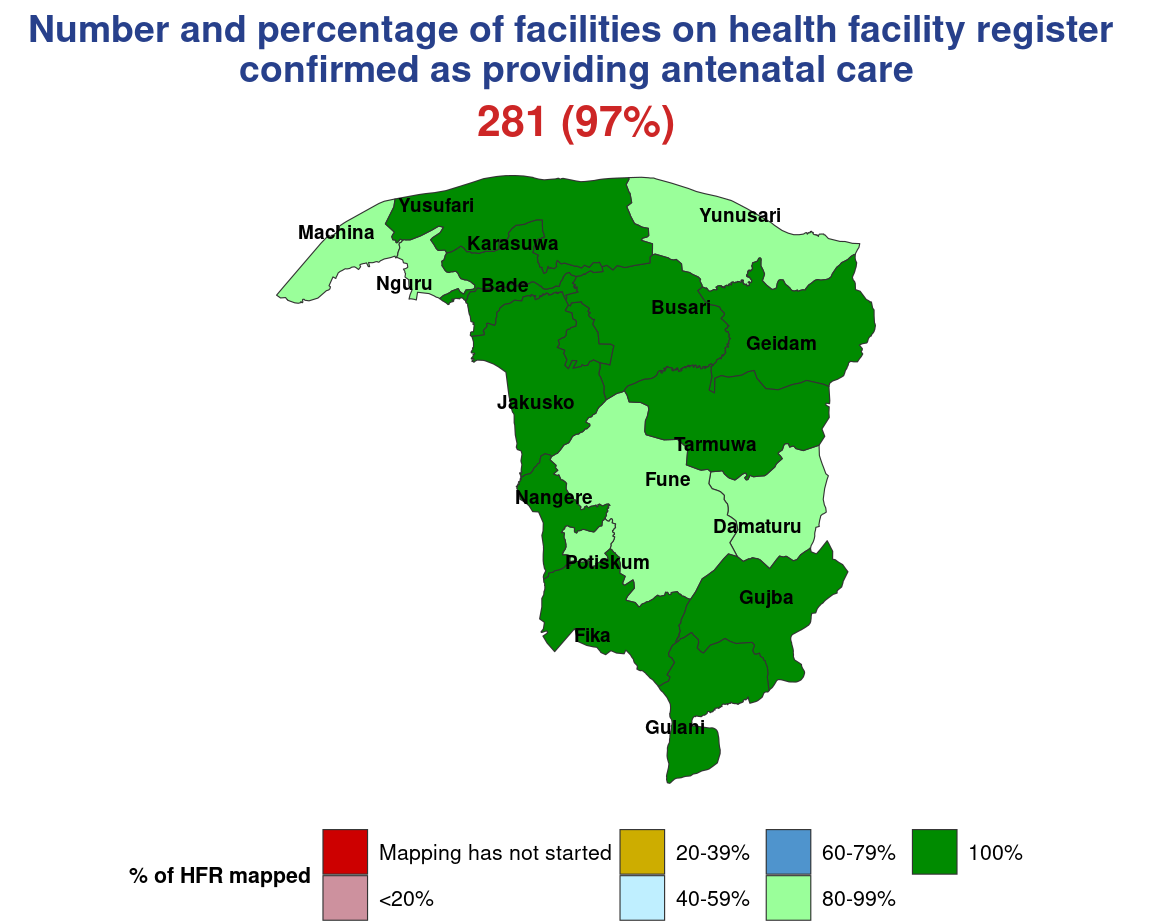 Number and percentage of facilities on health facility register
confirmed as providing antenatal care
281 (97%)
Yusufari
Yunusari
Machina
Karasuwa
Nguru
Bade
Busari
Geidam
Jakusko
Tarmuwa
Fune
Nangere
Damaturu
Potiskum
Gujba
Fika
Gulani
% of HFR mapped
Mapping has not started
<20%
20-39%
40-59%
60-79%
80-99%
100%